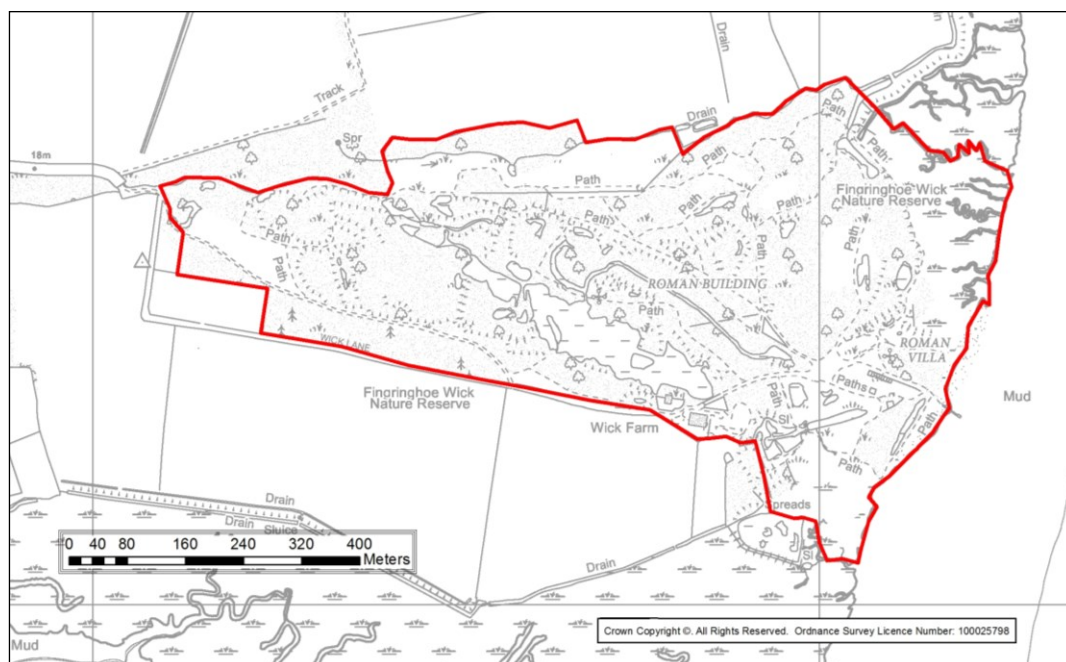 Drain
Drain
Track
Spr
18m
Drain
Path
Path
Path
Path
Path
Fingringhoe Wick
Nature Reserve
Paths
Path
Path
Path
Path
ROMAN BUILDING
Path
ROMAN
VILLA
WICK LANE
Fingringhoe Wick
Nature Reserve
Paths
Path
Mud
Wick Farm
Sl
Path
Path
Spreads
Drain
Drain
Sluice
0 40 80 160 240 320 400
Meters
Drain
Sl
Mud
Crown Copyright ©. All Rights Reserved. Ordnance Survey Licence Number: 100025798